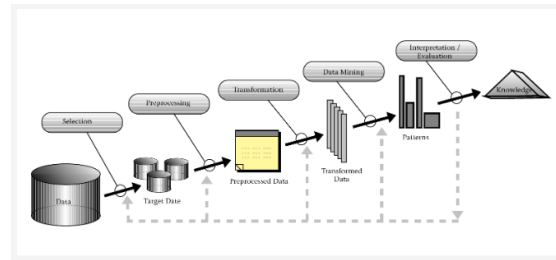 Interpretation /
Evaluation
Data Mining
Transformation
Preprocessing
Selection
Knowledge
Patterns
Transformed
Data
Preprocessed Data
Target Date
Data